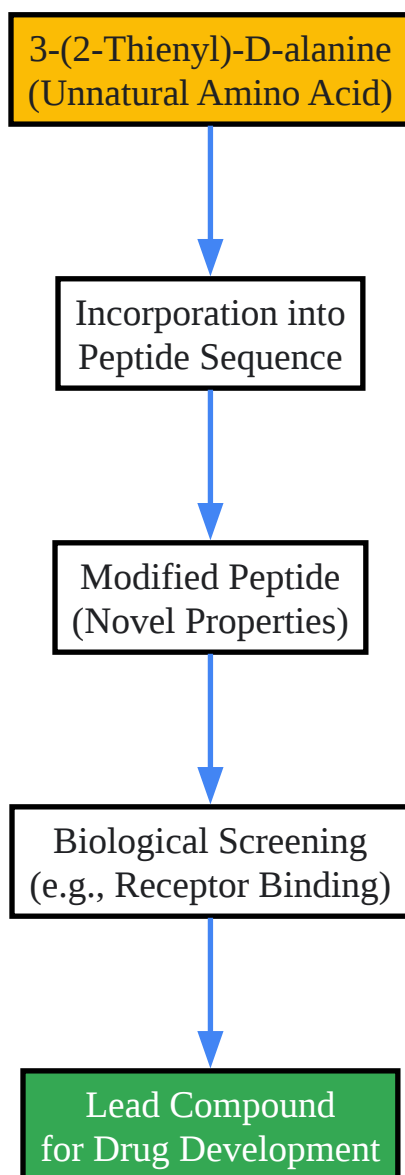 3-(2-Thienyl)-D-alanine
(Unnatural Amino Acid)
Incorporation into
Peptide Sequence
Modified Peptide
(Novel Properties)
Biological Screening
(e.g., Receptor Binding)
Lead Compound
for Drug Development